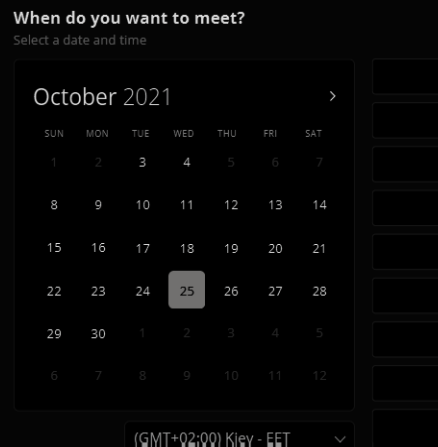 When do you want to meet?
Select a date and time
October 2021 >
SUN MON TUE WED THU FRI SAT
1 2 3 4 5 6 7
8 9 10 11 12 13 14
15 16 17 18 19 20 21
22 23 24 25 26 27 28
29 30 1 2 3 4 5
6 7 8 9 10 11 12
(GMT+02:00) Kiev - EET